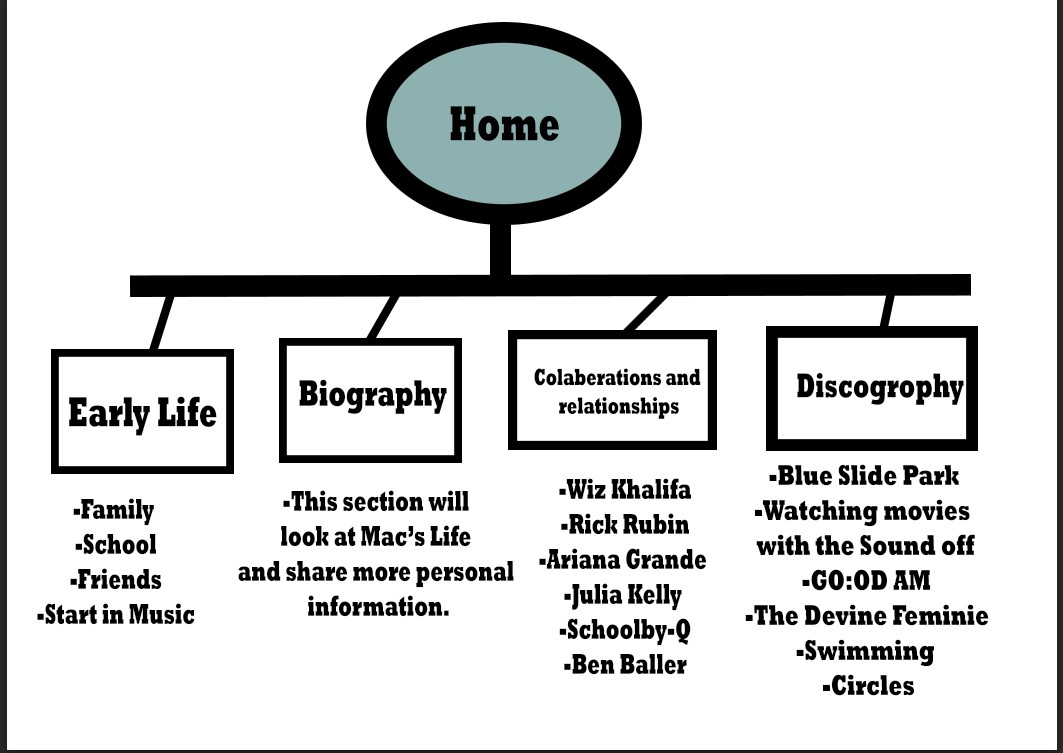 Home
Early Life
-Family
-School
-Friends
-Start in Music
Biography
-This section will
look at Mac’s Life
and share more personal
information.
Colaberations and
relationships
-Wiz Khalifa
-Rick Rubin
-Ariana Grande
-Julia Kelly
-Schoolby-Q
-Ben Baller
Discogrophy
-Blue Slide Park
-Watching movies
with the Sound off
-GO:OD AM
-The Devine Feminie
-Swimming
-Circles